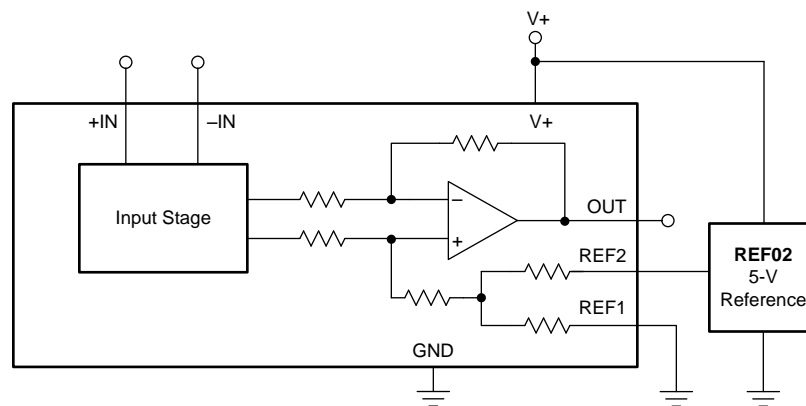 V+
+IN
–IN
V+
Input Stage
–
+
OUT
REF2
REF1
REF02
5-V
Reference
GND